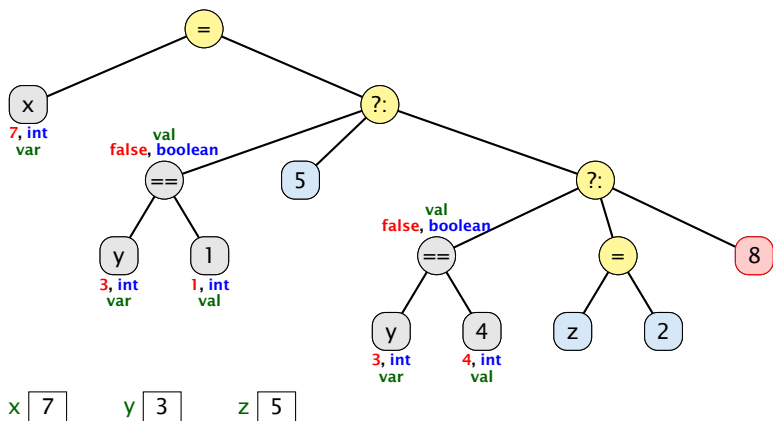 =
x
7, int
var
?:
val
false, boolean
==
5
?:
y
3, int
var
1
1, int
val
val
false, boolean
==
=
8
y
3, int
var
4
4, int
val
z
2
x 7 y 3 z 5